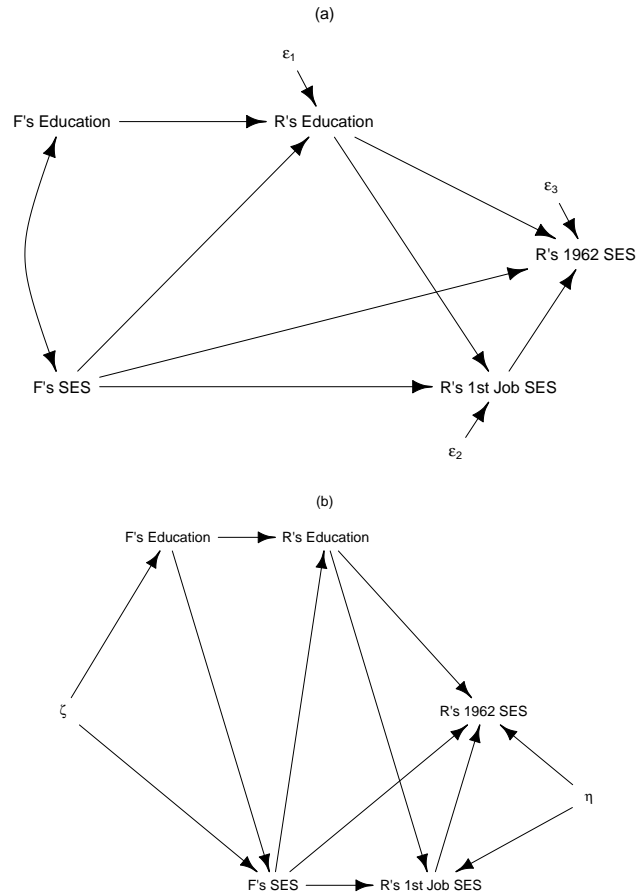 (a)
ε1
F's Education
R's Education
ε3
R's 1962 SES
F's SES
R's 1st Job SES
ε2
(b)
F's Education
R's Education
ζ
R's 1962 SES
η
F's SES
R's 1st Job SES